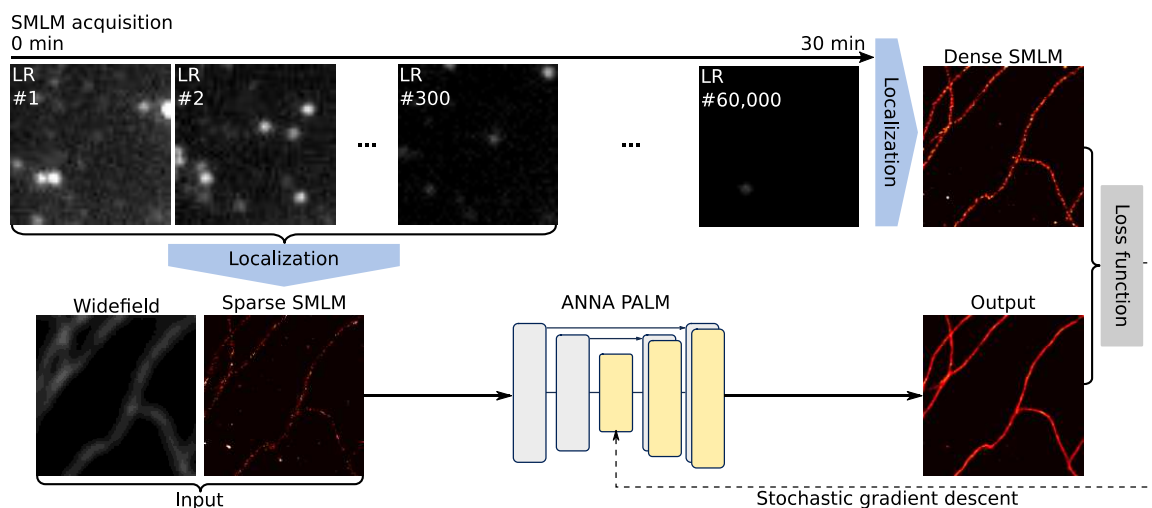 SMLM acquisition
0 min
30 min
LR
#1
LR
#2
...
LR
#300
...
LR
#60,000
Localization
Dense SMLM
Localization
Loss function
Widefield
Sparse SMLM
ANNA PALM
Output
Input
Stochastic gradient descent